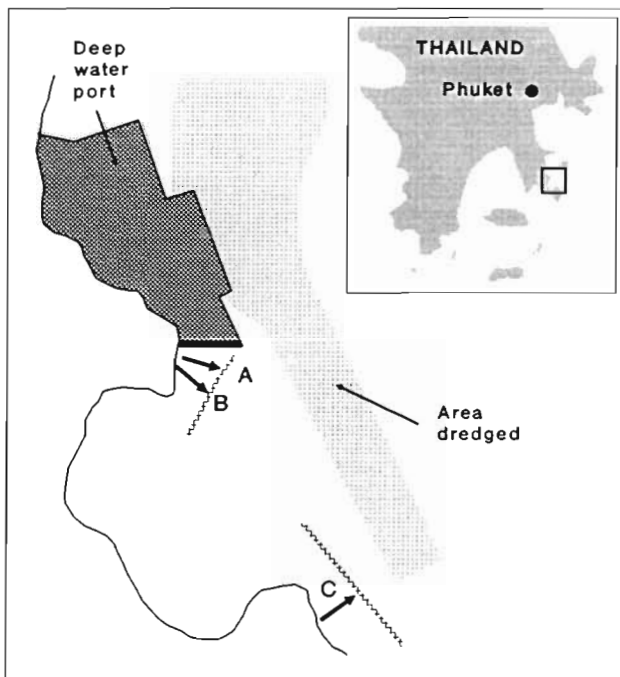 Deep
water
port
THAILAND
Phuket
A
B
Area
dredged
C